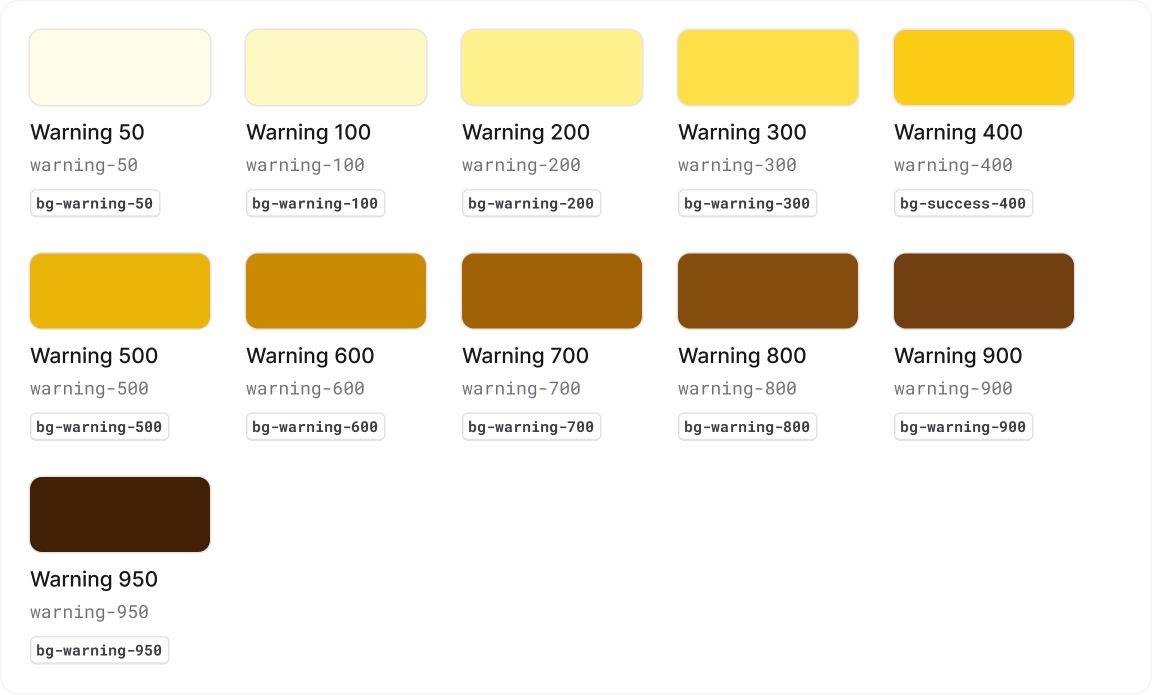 Warning 50
warning-50
bg-warning-50
Warning 100
warning-100
bg-warning-100
Warning 200
warning-200
bg-warning-200
Warning 300
warning-300
bg-warning-300
Warning 400
warning-400
bg-success-400
Warning 500
warning-500
bg-warning-500
Warning 600
warning-600
bg-warning-600
Warning 700
warning-700
bg-warning-700
Warning 800
warning-800
bg-warning-800
Warning 900
warning-900
bg-warning-900
Warning 950
warning-950
bg-warning-950